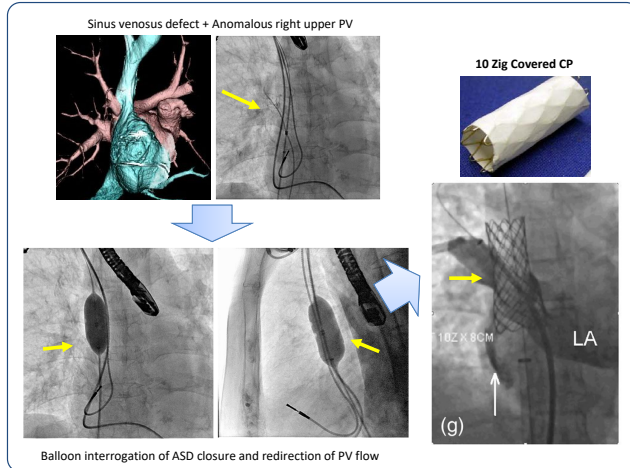 Sinus venosus defect + Anomalous right upper PV
10 Zig Covered CP
LA
10Z X 8CM
(g)
Balloon interrogation of ASD closure and redirection of PV flow